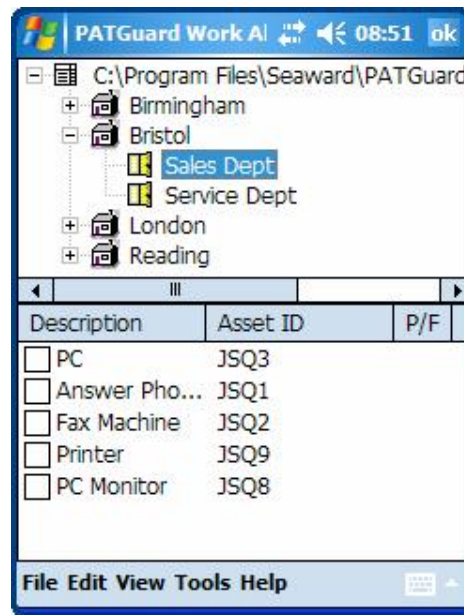 PATGuard Work Al 08:51 ok
C:\Program Files\Seaward\PATGuard
Birmingham
Bristol
Sales Dept
Service Dept
London
Reading
Description Asset ID P/F
PC JSQ3
Answer Pho... JSQ1
Fax Machine JSQ2
Printer JSQ9
PC Monitor JSQ8
File Edit View Tools Help